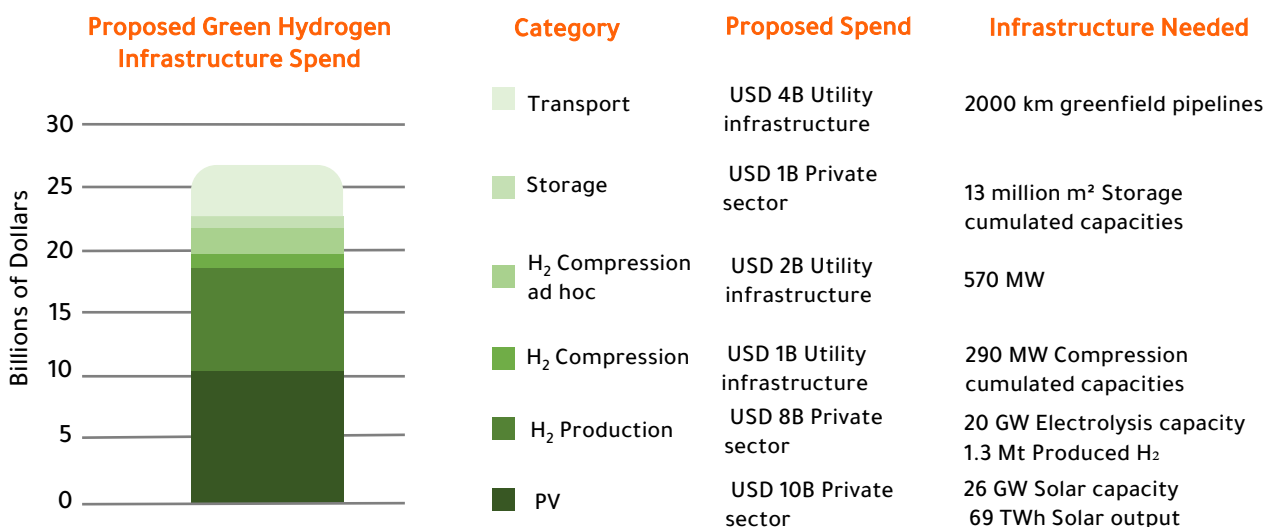 Proposed Green Hydrogen
Infrastructure Spend
Billions of Dollars
30
25
20
15
10
5
0
Category
Proposed Spend
Infrastructure Needed
Transport
USD 4B Utility
infrastructure
2000 km greenfield pipelines
Storage
USD 1B Private
sector
13 million m² Storage
cumulated capacities
H₂ Compression
ad hoc
USD 2B Utility
infrastructure
570 MW
H₂ Compression
USD 1B Utility
infrastructure
290 MW Compression
cumulated capacities
H₂ Production
USD 8B Private
sector
20 GW Electrolysis capacity
1.3 Mt Produced H₂
PV
USD 10B Private
sector
26 GW Solar capacity
69 TWh Solar output